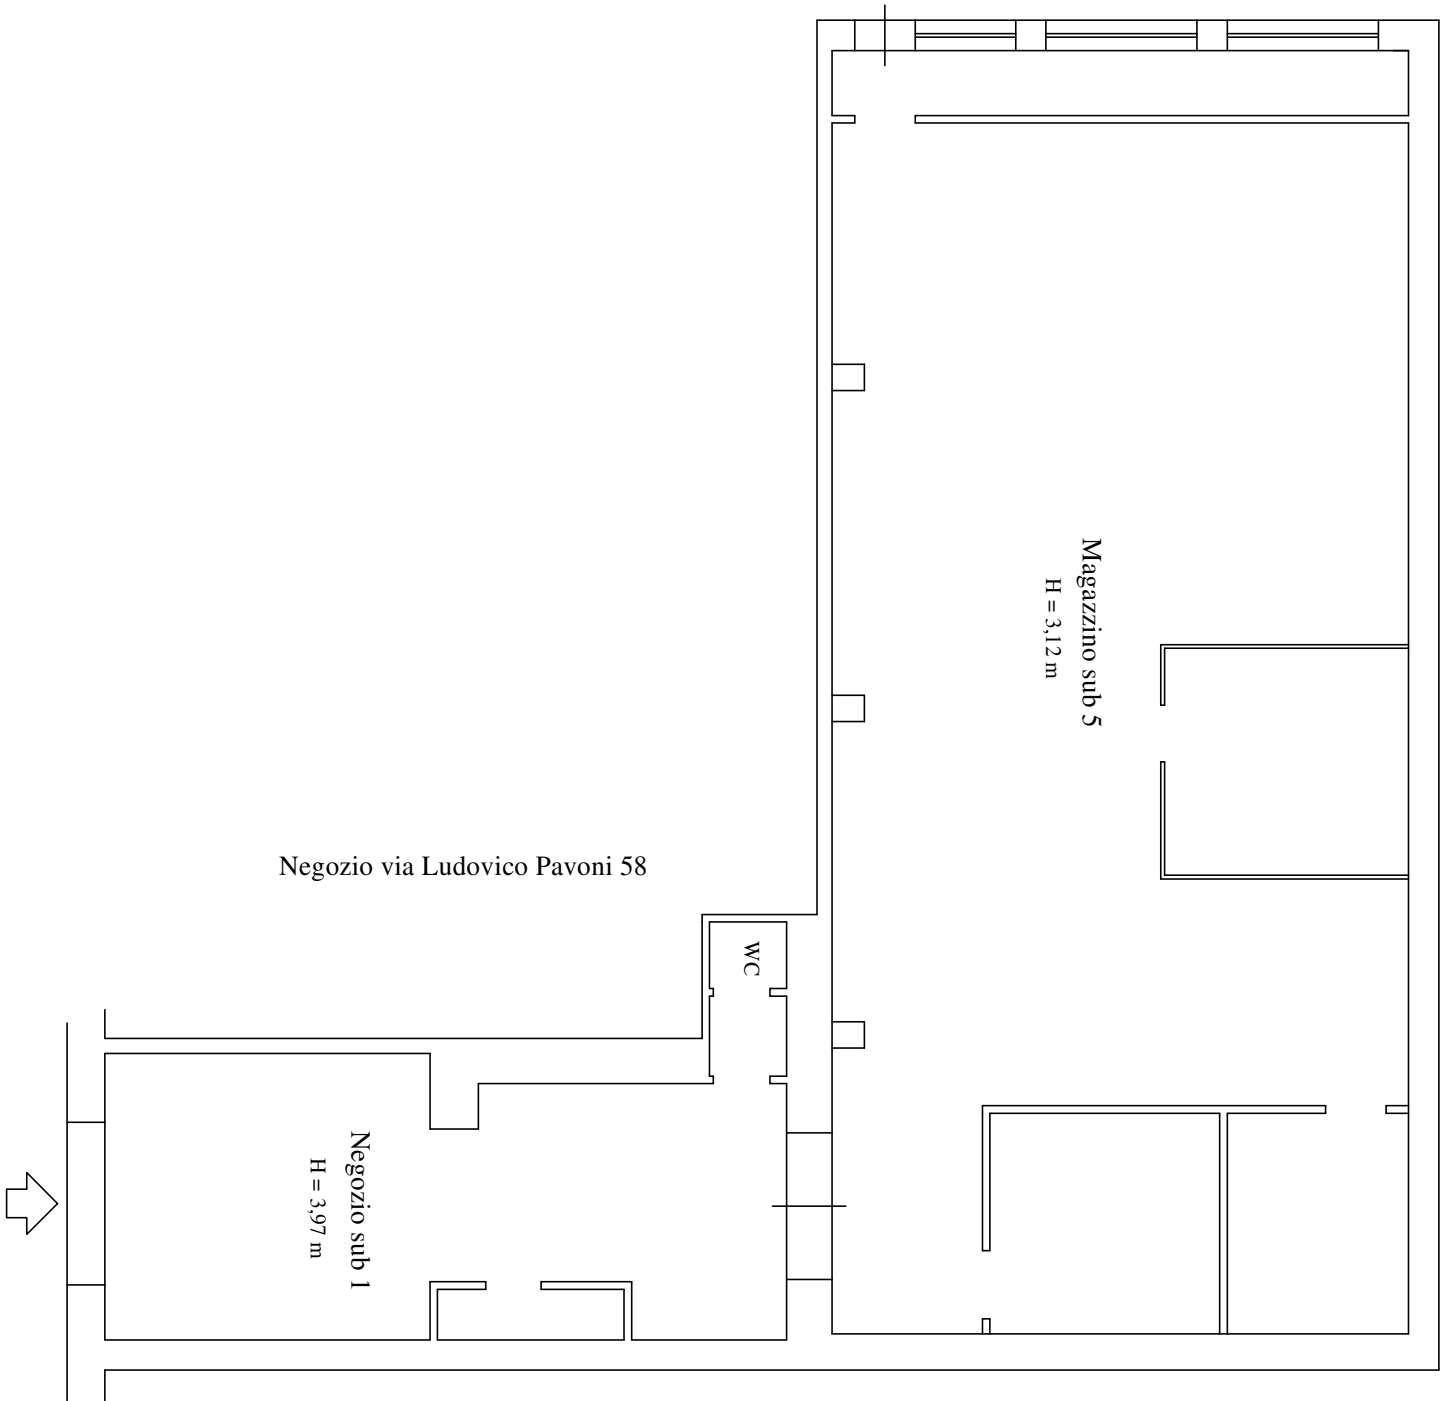 Magazzino sub 5
H = 3,12 m
Negozio via Ludovico Pavoni 58
WC
Negozio sub 1
H = 3,97 m